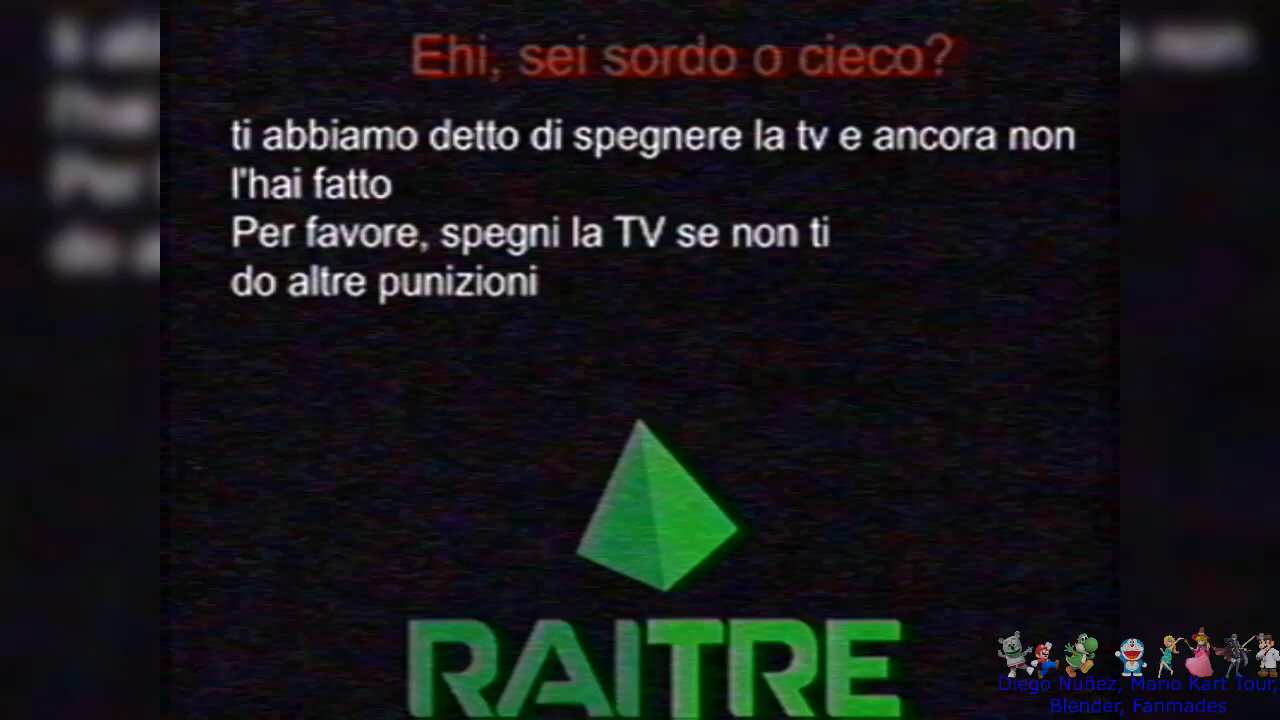 Ehi, sei sordo o cieco?
ti abbiamo detto di spegnere la tv e ancora non
l'hai fatto
Per favore, spegni la TV se non ti
do altre punizioni
RAITRE
Diego Nuñez, Mario Kart Tour,
Blender, Fanmades